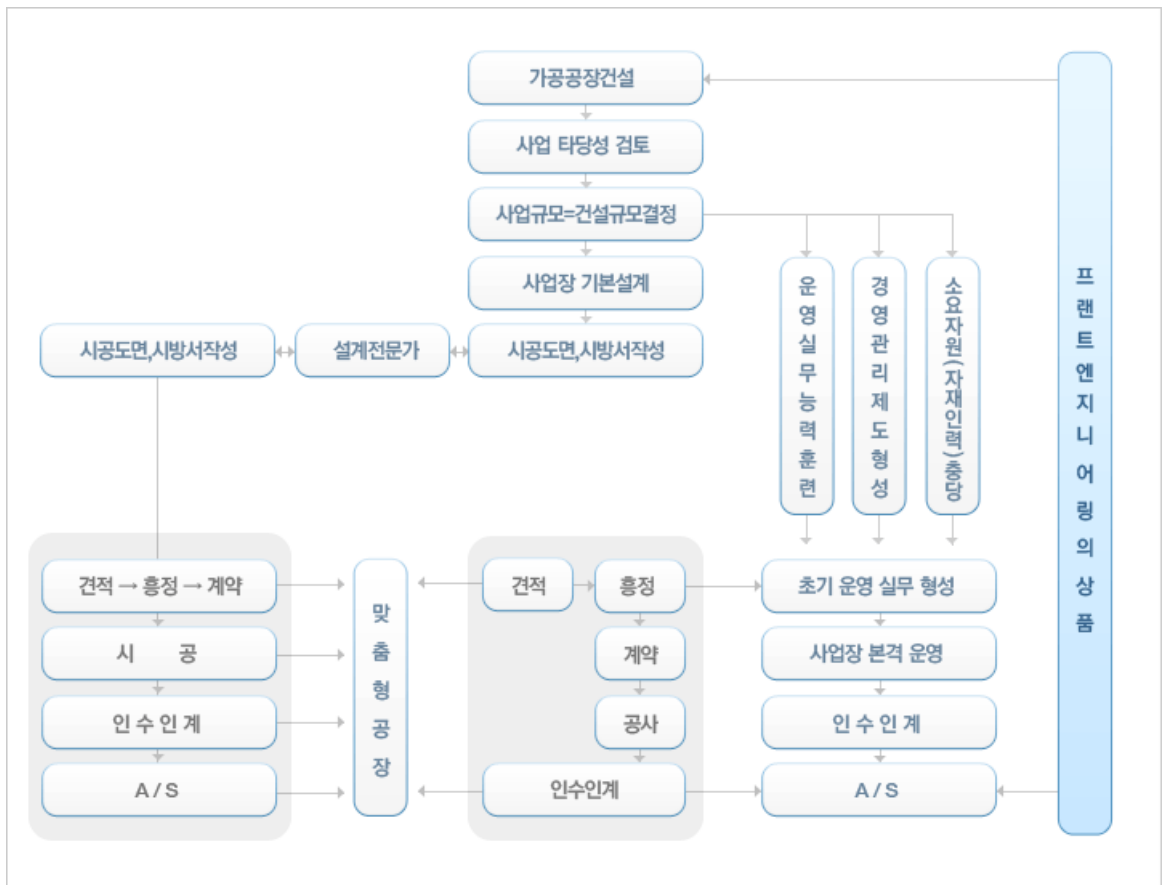 가공공장건설
사업 타당성 검토
사업규모=건설규모결정
사업장 기본설계
시공도면,시방서작성
설계전문가
시공도면,시방서작성
운영실무능력훈련
경영관리제도형성
소요자원(자재인력)충당
프랜트엔지니어링의상품
견적 → 흥정 → 계약
시 공
인 수 인 계
A / S
맞춤형공장
견적
흥정
계약
공사
인수인계
초기 운영 실무 형성
사업장 본격 운영
인 수 인 계
A / S